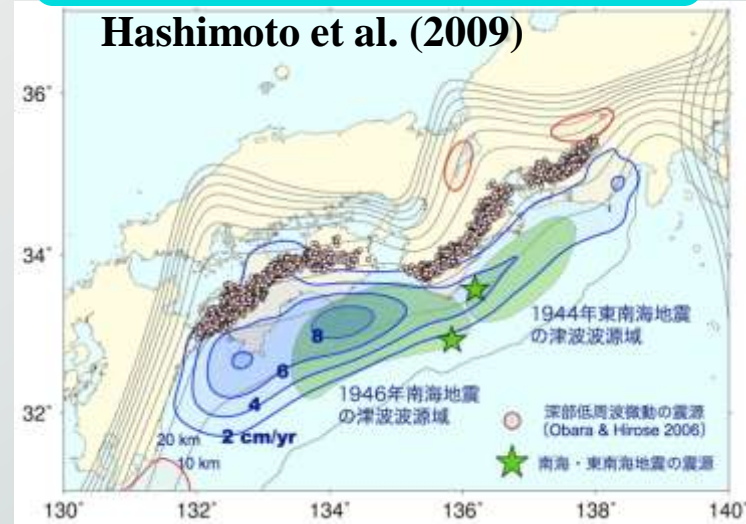 Hashimoto et al. (2009)
36°
34°
32°
8
6
4
2 cm/yr
20 km
10 km
1944年東南海地震
の津波波源域
1946年南海地震
の津波波源域
深部低周波微動の震源
(Obara & Hirose 2006)
南海・東南海地震の震源
130°
132°
134°
136°
138°
140°